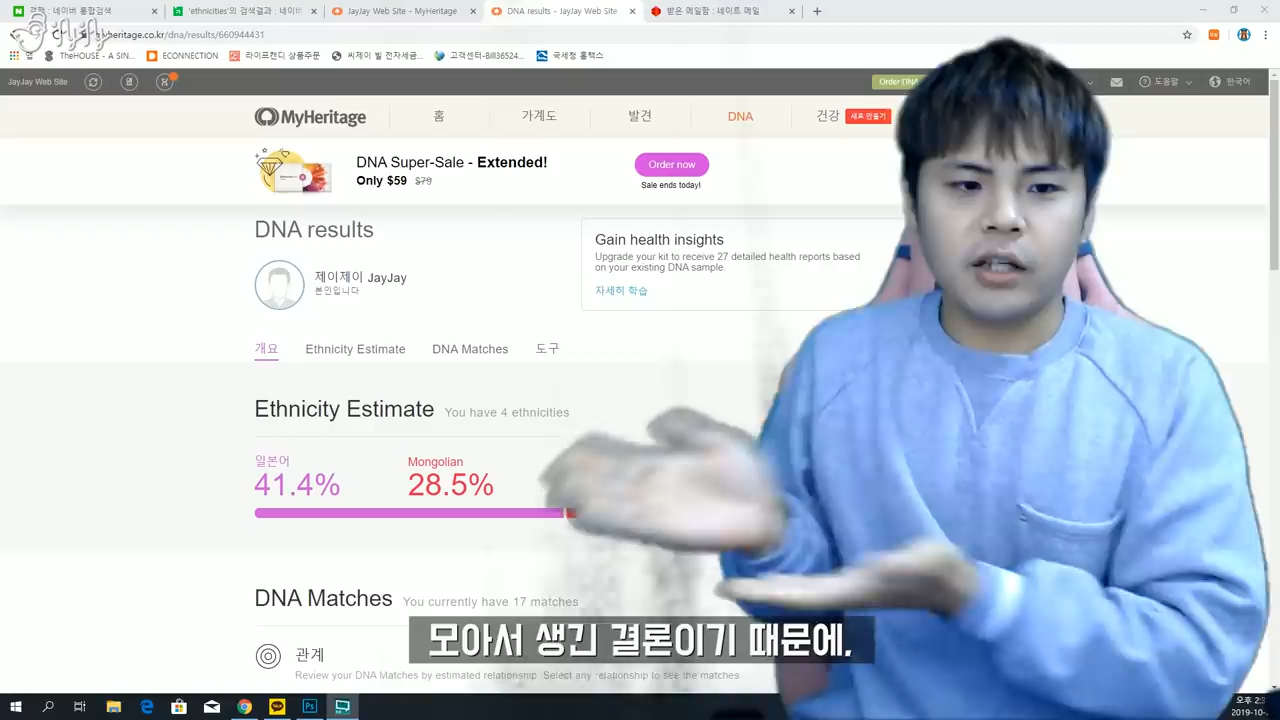 견적 : 네이버 통합검색
'ethnicities'의 검색결과 : 네이버
JayJay Web Site - MyHeritage
DNA results - JayJay Web Site
받은 메일함 : 네이트 메일
myheritage.co.kr/dna/results/660944431
앱
TheHOUSE - A SIN...
ECONNECTION
라이프캔디 상품주문
씨제이 빌 전자세금...
고객센터-Bill36524...
국세청 홈택스
JayJay Web Site
Order DNA
도움말
한국어
MyHeritage
홈
가계도
발견
DNA
건강
새로 만들기
DNA Super-Sale - Extended!
Only $59 $79
Order now
Sale ends today!
DNA results
제이제이 JayJay
본인입니다
Gain health insights
Upgrade your kit to receive 27 detailed health reports based
on your existing DNA sample.
자세히 학습
개요
Ethnicity Estimate
DNA Matches
도구
Ethnicity Estimate You have 4 ethnicities
일본어
41.4%
Mongolian
28.5%
DNA Matches You currently have 17 matches
모아서 생긴 결론이기 때문에,
관계
Review your DNA Matches by estimated relationship. Select any relationship to see the matches